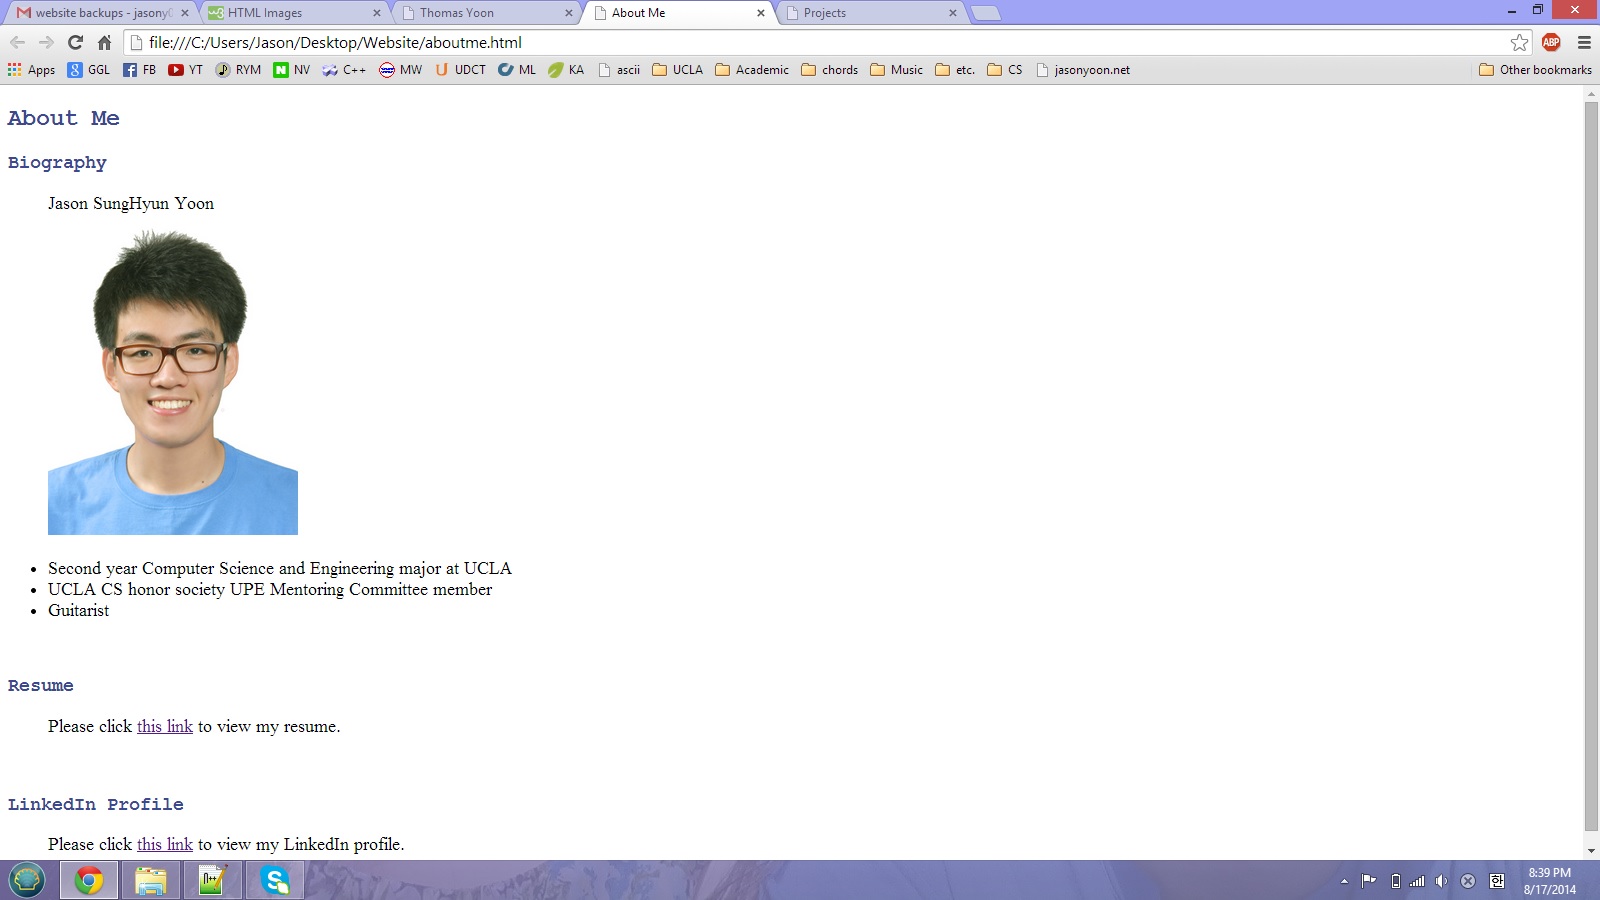 website backups - jasony
HTML Images
Thomas Yoon
About Me
Projects
file:///C:/Users/Jason/Desktop/Website/aboutme.html
ABP
Apps GGL FB YT RYM NV C++ MW UDCT ML KA ascii UCLA Academic chords Music etc. CS jasonyoon.net Other bookmarks
About Me
Biography
Jason SungHyun Yoon
Second year Computer Science and Engineering major at UCLA
UCLA CS honor society UPE Mentoring Committee member
Guitarist
Resume
Please click this link to view my resume.
LinkedIn Profile
Please click this link to view my LinkedIn profile.
한
8:39 PM
8/17/2014